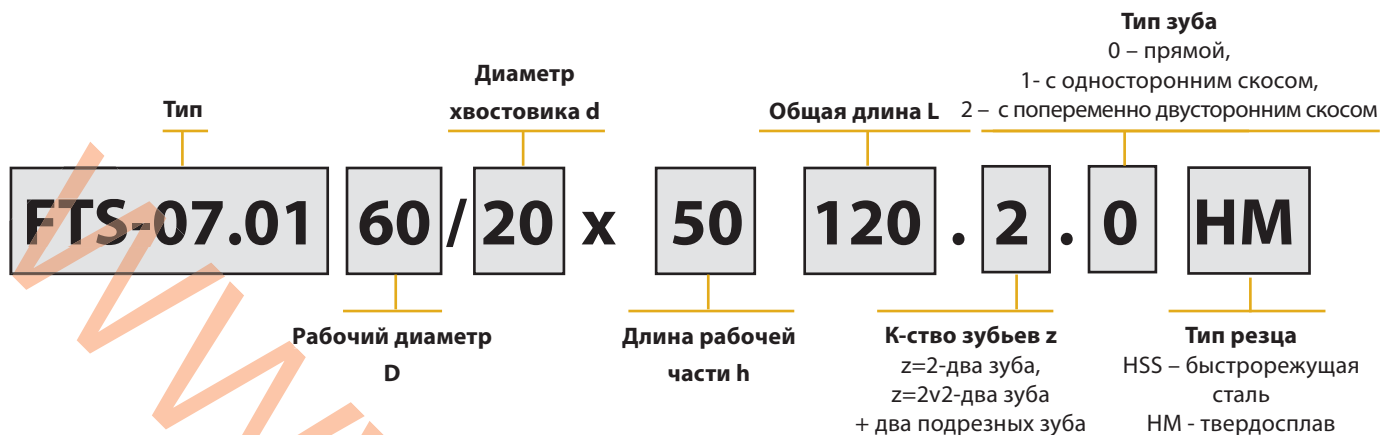 Тип зуба
0 – прямой,
1- с односторонним скосом,
2 – с попеременно двусторонним скосом
Диаметр
хвостовика d
Тип
Общая длина L
FTS-07.01 60/20 x 50 120 . 2 . 0 HM
Рабочий диаметр
D
Длина рабочей
части h
К-ство зубьев z
z=2-два зуба,
z=2v2-два зуба
+ два подрезных зуба
Тип резца
HSS – быстрорежущая
сталь
HM - твердосплав